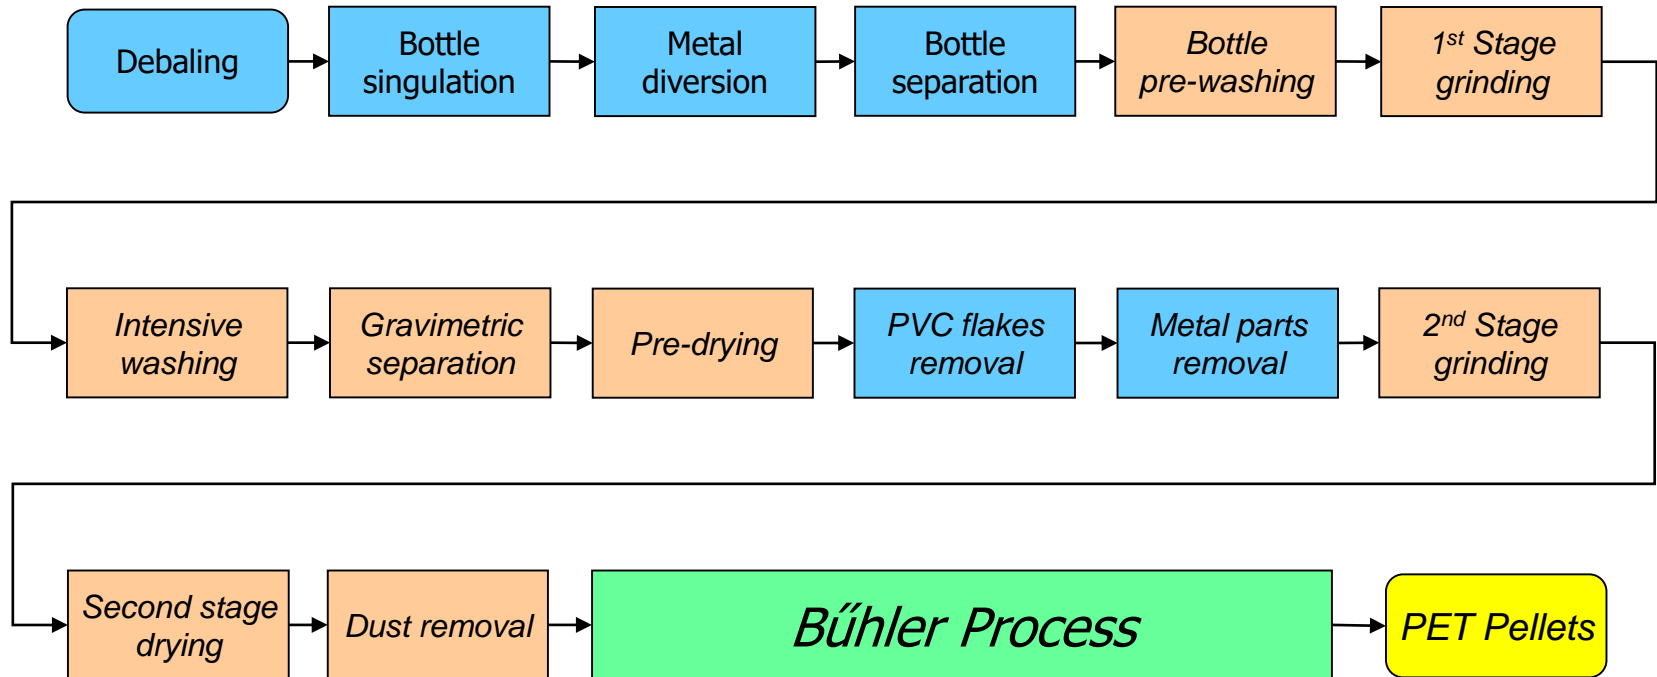 Debaling
Bottle
singulation
Metal
diversion
Bottle
separation
Bottle
pre-washing
1st Stage
grinding
Intensive
washing
Gravimetric
separation
Pre-drying
PVC flakes
removal
Metal parts
removal
2nd Stage
grinding
Second stage
drying
Dust removal
Bűhler Process
PET Pellets